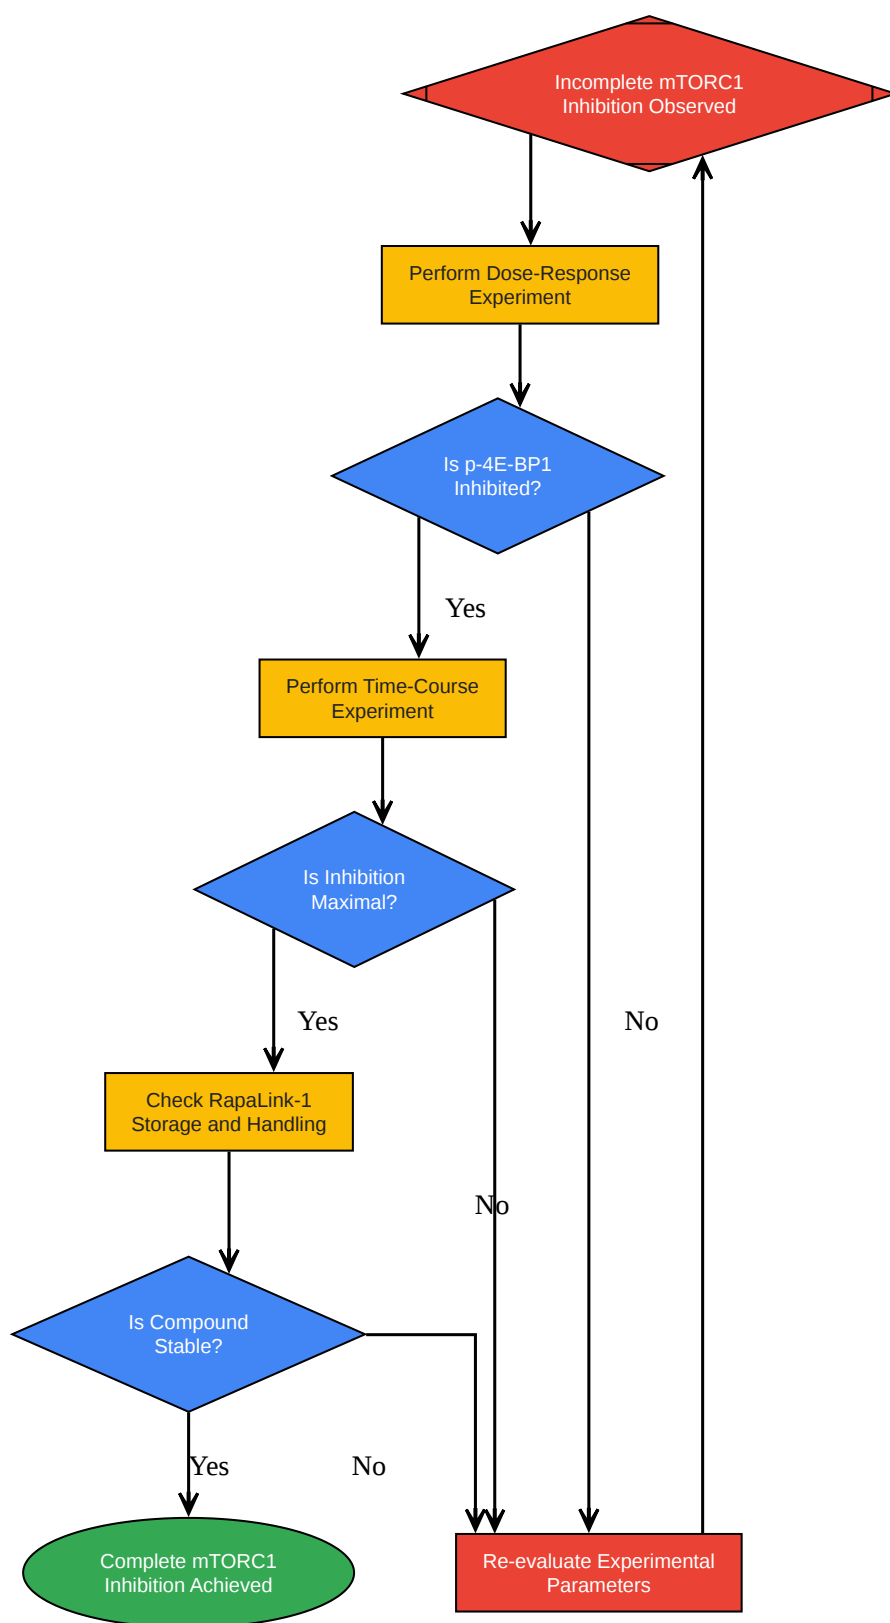 Incomplete mTORC1
Inhibition Observed
Perform Dose-Response
Experiment
Is p-4E-BP1
Inhibited?
Yes
Perform Time-Course
Experiment
Is Inhibition
Maximal?
Yes
No
Check RapaLink-1
Storage and Handling
No
Is Compound
Stable?
Yes
No
Complete mTORC1
Inhibition Achieved
Re-evaluate Experimental
Parameters